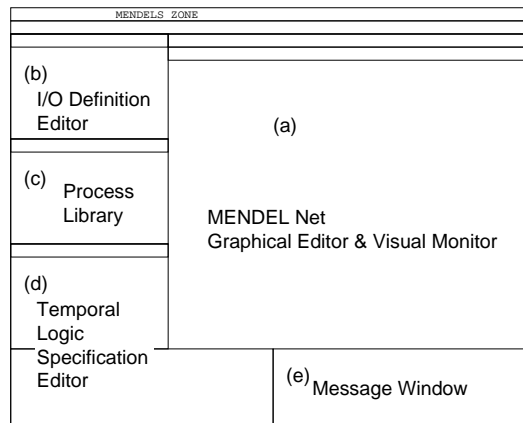 MENDELS ZONE
(b)
I/O Definition
Editor
(a)
(c)
Process
Library
MENDEL Net
Graphical Editor & Visual Monitor
(d)
Temporal
Logic
Specification
Editor
(e)
Message Window